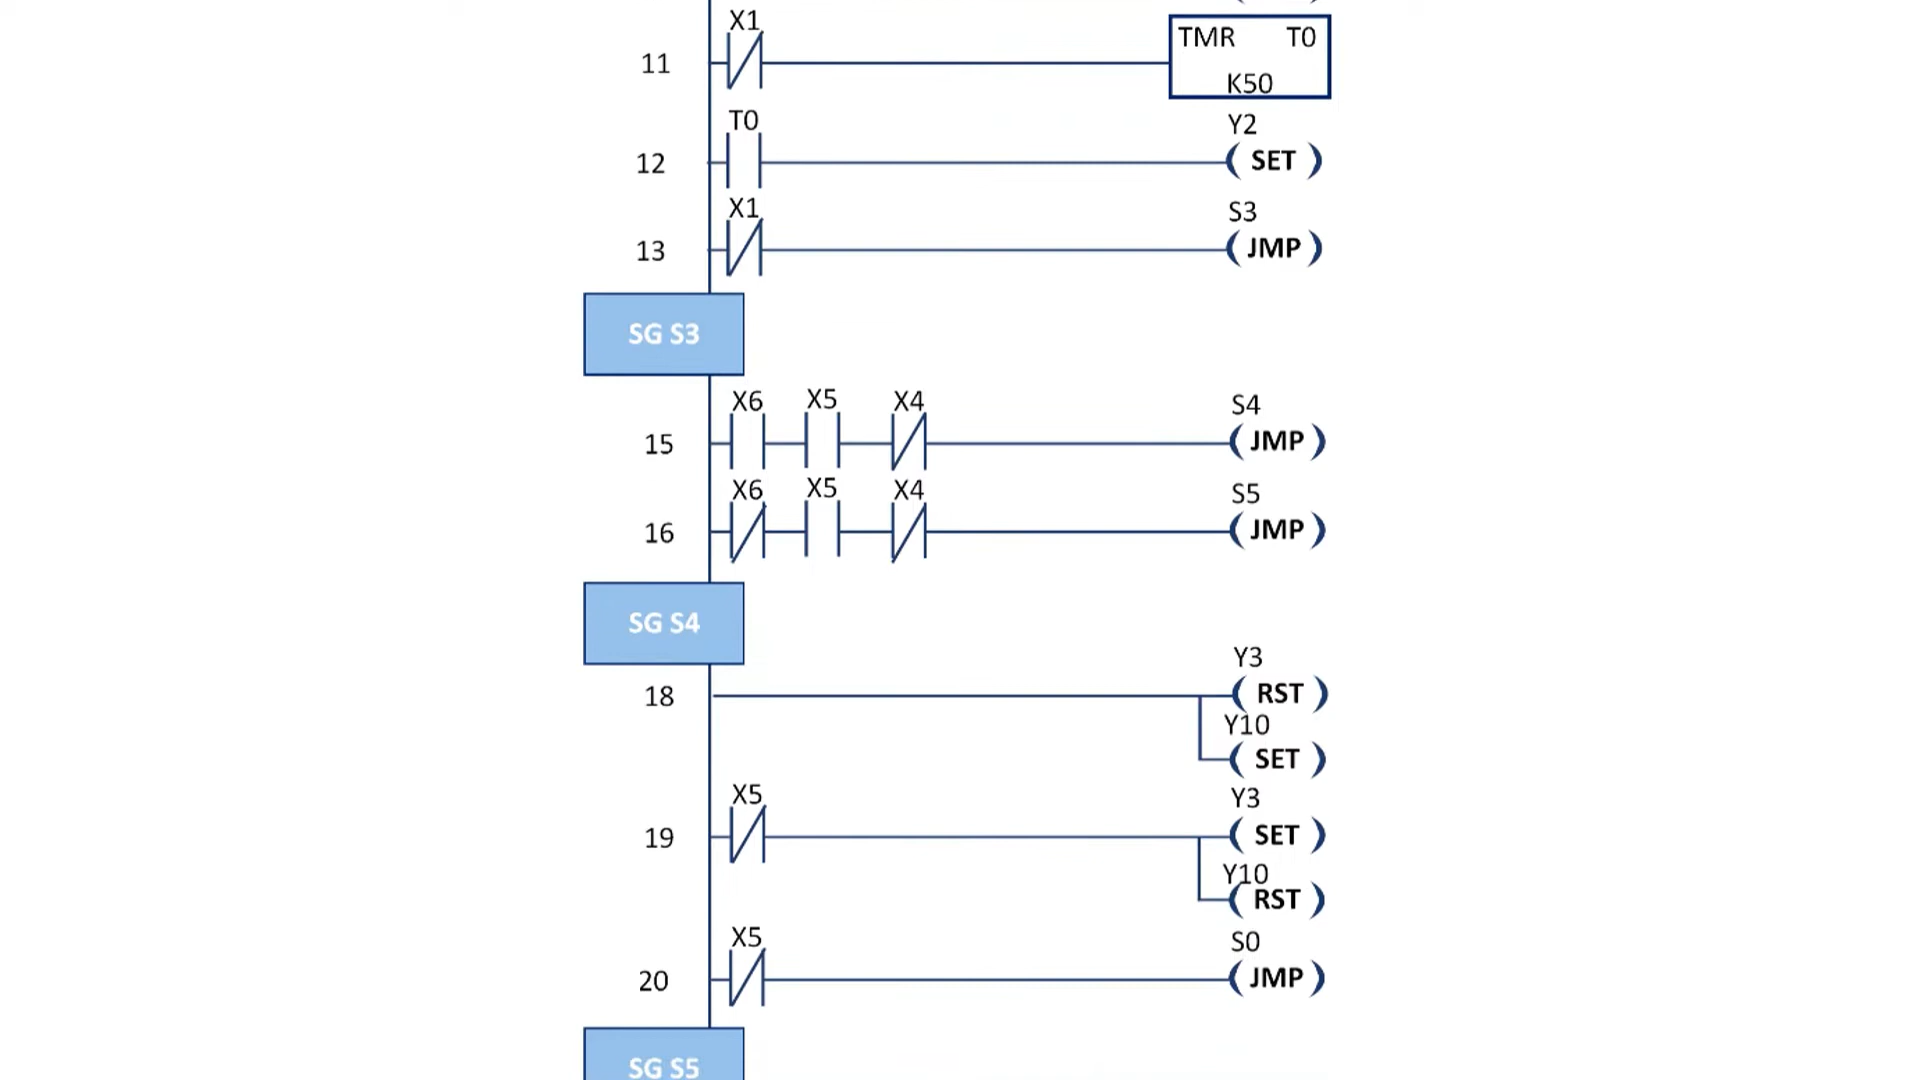 X1
11
TMR T0
K50
T0
Y2
12
SET
X1
S3
13
JMP
SG S3
X6 X5 X4
S4
15
JMP
X6 X5 X4
S5
16
JMP
SG S4
Y3
18
RST
Y10
SET
X5
Y3
19
SET
Y10
RST
X5
S0
20
JMP
SG S5